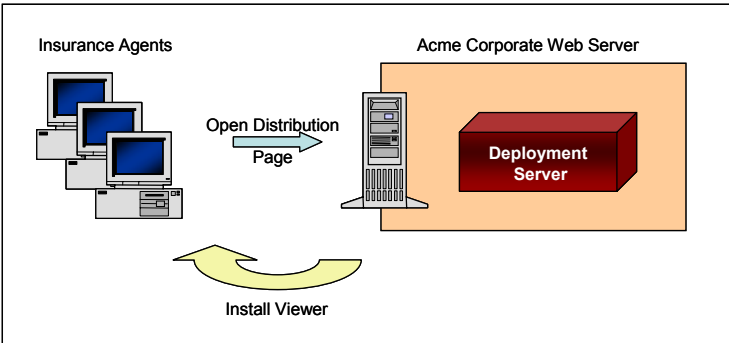 Insurance Agents
Acme Corporate Web Server
Open Distribution
Page
Deployment
Server
Install Viewer